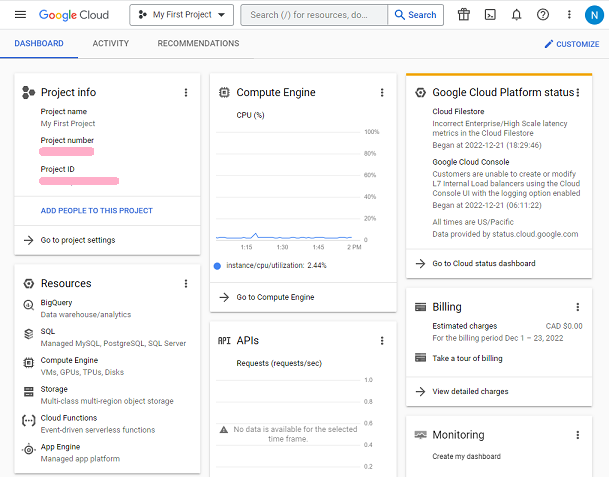 Google Cloud
My First Project
Search (/) for resources, do...
Search
N
DASHBOARD
ACTIVITY
RECOMMENDATIONS
CUSTOMIZE
Project info
Project name
My First Project
Project number
Project ID
ADD PEOPLE TO THIS PROJECT
Go to project settings
Resources
BigQuery
Data warehouse/analytics
SQL
Managed MySQL, PostgreSQL, SQL Server
Compute Engine
VMs, GPUs, TPUs, Disks
Storage
Multi-class multi-region object storage
Cloud Functions
Event-driven serverless functions
App Engine
Managed app platform
Compute Engine
CPU (%)
100%
80%
60%
40%
20%
0
1:15
1:30
1:45
2 PM
instance/cpu/utilization: 2.44%
Go to Compute Engine
API APIs
Requests (requests/sec)
1.0
0.8
0.6
No data is available for the selected
time frame.
0.4
0.2
Google Cloud Platform status
Cloud Filestore
Incorrect Enterprise/High Scale latency
metrics in the Cloud Filestore
Began at 2022-12-21 (18:29:46)
Google Cloud Console
Customers are unable to create or modify
L7 Internal Load balancers using the Cloud
Console UI with the logging option enabled
Began at 2022-12-21 (06:11:22)
All times are US/Pacific
Data provided by status.cloud.google.com
Go to Cloud status dashboard
Billing
Estimated charges
CAD $0.00
For the billing period Dec 1 – 23, 2022
Take a tour of billing
View detailed charges
Monitoring
Create my dashboard